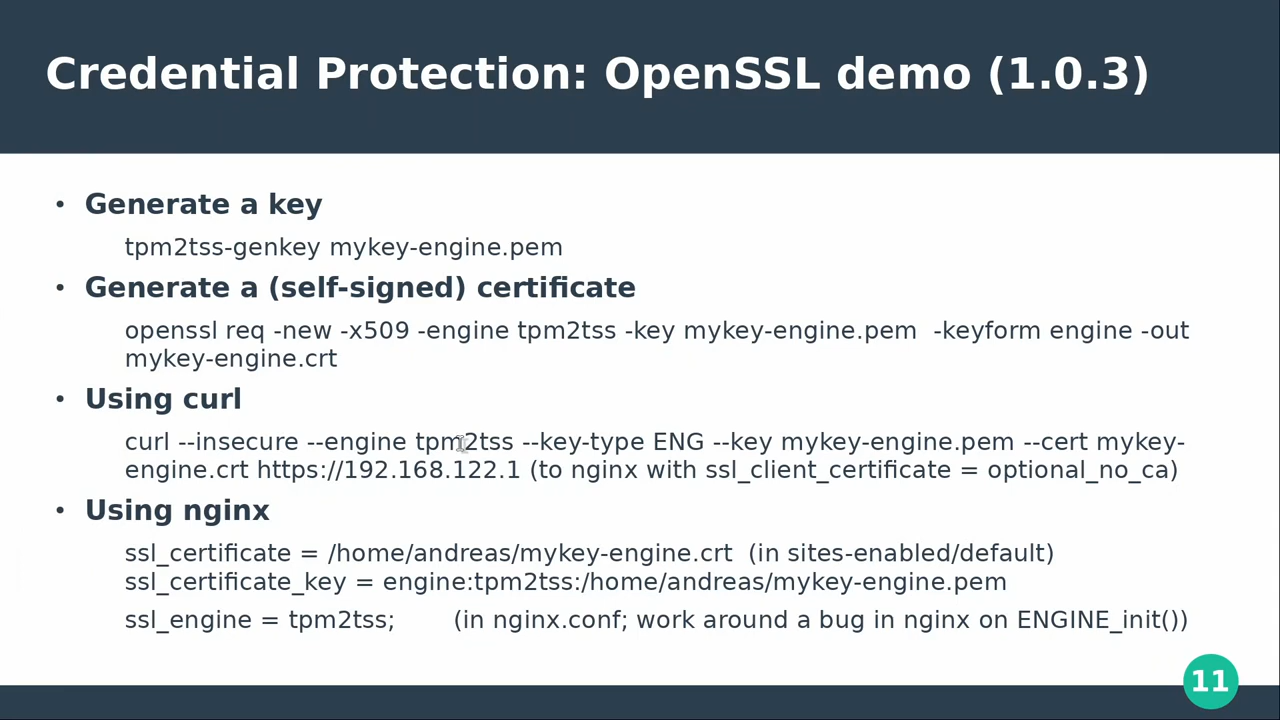 Credential Protection: OpenSSL demo (1.0.3)
• Generate a key
tpm2tss-genkey mykey-engine.pem
• Generate a (self-signed) certificate
openssl req -new -x509 -engine tpm2tss -key mykey-engine.pem  -keyform engine -out
mykey-engine.crt
• Using curl
curl --insecure --engine tpm2tss --key-type ENG --key mykey-engine.pem --cert mykey-
engine.crt https://192.168.122.1 (to nginx with ssl_client_certificate = optional_no_ca)
• Using nginx
ssl_certificate = /home/andreas/mykey-engine.crt  (in sites-enabled/default)
ssl_certificate_key = engine:tpm2tss:/home/andreas/mykey-engine.pem
ssl_engine = tpm2tss;       (in nginx.conf; work around a bug in nginx on ENGINE_init())
11